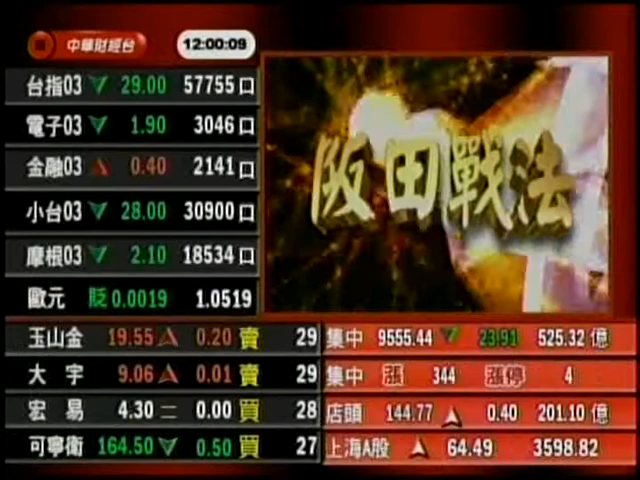 中華財經台 12:00:09
台指03 29.00 57755口
電子03 1.90 3046口
金融03 0.40 2141口
小台03 28.00 30900口
摩根03 2.10 18534口
歐元 貶0.0019 1.0519
阪田戰法
玉山金 19.55 0.20 賣 29
大宇 9.06 0.01 賣 29
宏易 4.30 = 0.00 買 28
可寧衛 164.50 0.50 買 27
集中 9555.44 23.91 525.32億
集中 漲 344 漲停 4
店頭 144.77 0.40 201.10億
上海A股 64.49 3598.82